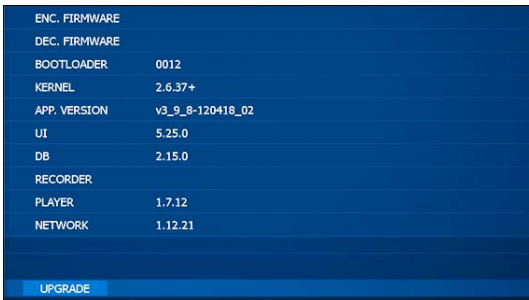 ENC. FIRMWARE
DEC. FIRMWARE
BOOTLOADER 0012
KERNEL 2.6.37+
APP. VERSION v3_9_8-120418_02
UI 5.25.0
DB 2.15.0
RECORDER
PLAYER 1.7.12
NETWORK 1.12.21
UPGRADE